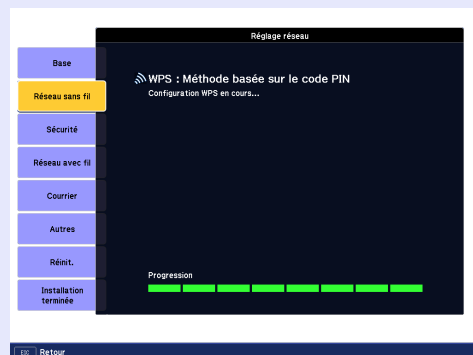 Réglage réseau
Base
Réseau sans fil
Sécurité
Réseau avec fil
Courrier
Autres
Réinit.
Installation
terminée
WPS : Méthode basée sur le code PIN
Configuration WPS en cours...
Progression
ESC Retour